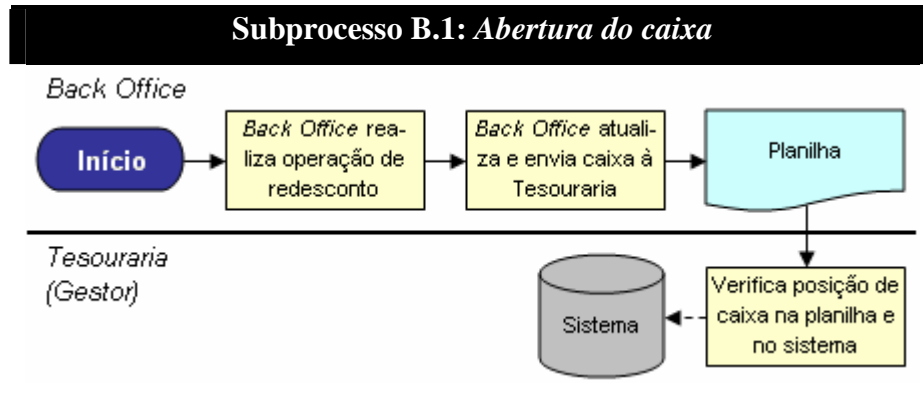 Subprocesso B.1: Abertura do caixa
Back Office
Início
Back Office rea-
liza operação de
redesconto
Back Office atuali-
za e envia caixa à
Tesouraria
Planilha
Tesouraria
(Gestor)
Sistema
Verifica posição de
caixa na planilha e
no sistema